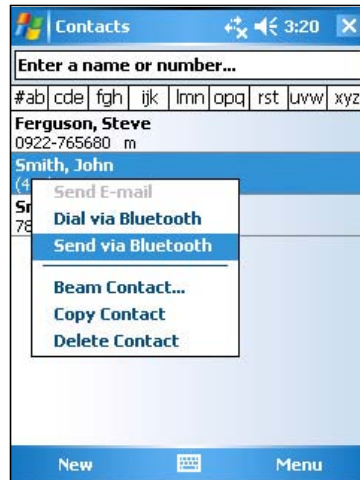 Contacts 3:20
Enter a name or number...
#ab cde fgh ijk lmn opq rst uvw xyz
Ferguson, Steve
0922-765680 m
Smith, John
(4
Send E-mail
78
Dial via Bluetooth
Send via Bluetooth
Beam Contact...
Copy Contact
Delete Contact
New Menu